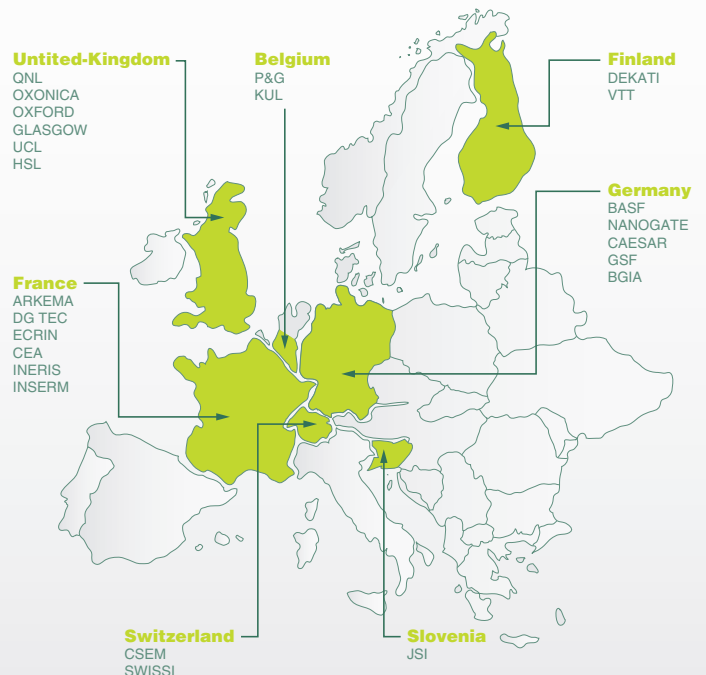 Untited-Kingdom
QNL
OXONICA
OXFORD
GLASGOW
UCL
HSL
Belgium
P&G
KUL
Finland
DEKATI
VTT
Germany
BASF
NANOGATE
CAESAR
GSF
BGIA
France
ARKEMA
DG TEC
ECRIN
CEA
INERIS
INSERM
Switzerland
CSEM
SWISSI
Slovenia
JSI